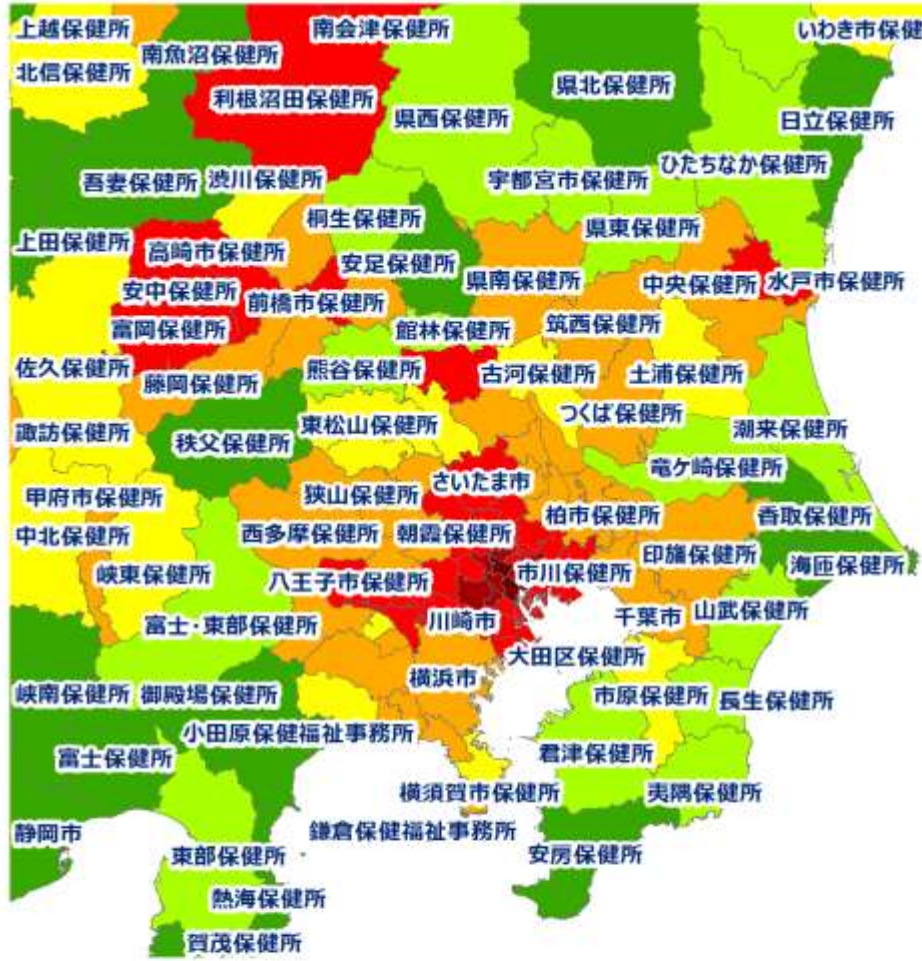 上越保健所
南会津保健所
いわき市保健
南魚沼保健所
北信保健所
県北保健所
利根沼田保健所
県西保健所
日立保健所
ひたちなか保健所
吾妻保健所
渋川保健所
宇都宮市保健所
桐生保健所
県東保健所
上田保健所
高崎市保健所
安足保健所
県南保健所
中央保健所
水戸市保健所
安中保健所
前橋市保健所
富岡保健所
館林保健所
筑西保健所
佐久保健所
藤岡保健所
熊谷保健所
古河保健所
土浦保健所
諏訪保健所
秩父保健所
東松山保健所
つくば保健所
潮来保健所
竜ケ崎保健所
さいたま市
甲府市保健所
狭山保健所
柏市保健所
香取保健所
中北保健所
西多摩保健所
朝霞保健所
印旛保健所
海匝保健所
峡東保健所
八王子市保健所
市川保健所
富士・東部保健所
川崎市
千葉市
山武保健所
大田区保健所
峡南保健所
御殿場保健所
横浜市
市原保健所
長生保健所
小田原保健福祉事務所
富士保健所
君津保健所
横須賀市保健所
夷隅保健所
静岡市
鎌倉保健福祉事務所
東部保健所
安房保健所
熱海保健所
賀茂保健所